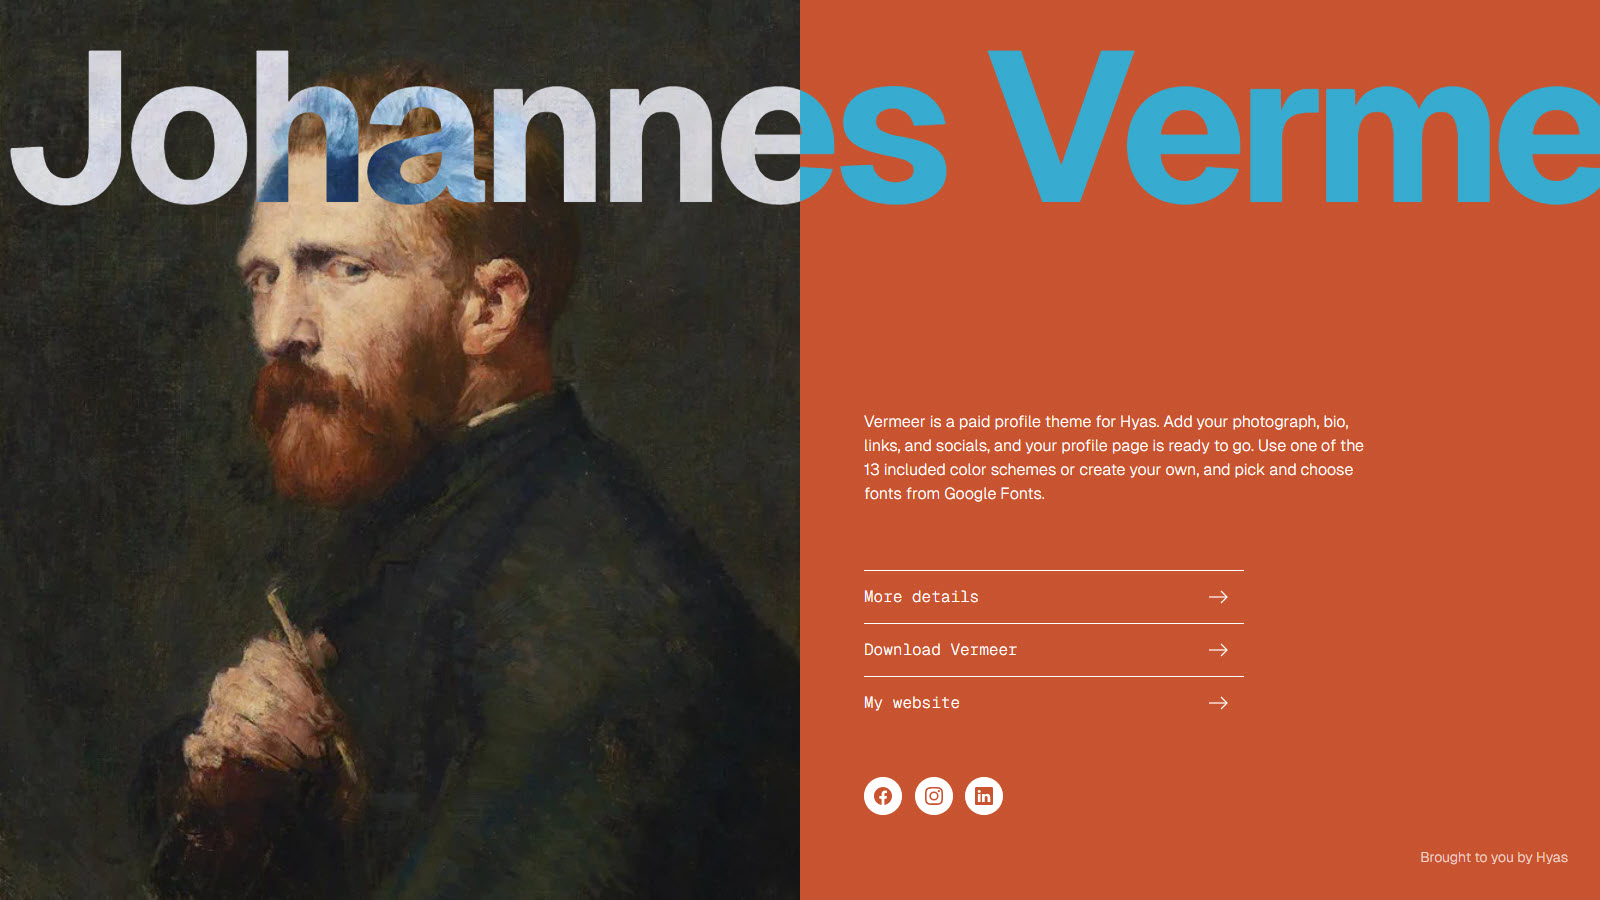 Johannes Verme
Vermeer is a paid profile theme for Hyas. Add your photograph, bio,
links, and socials, and your profile page is ready to go. Use one of the
13 included color schemes or create your own, and pick and choose
fonts from Google Fonts.
More details
Download Vermeer
My website
in
Brought to you by Hyas